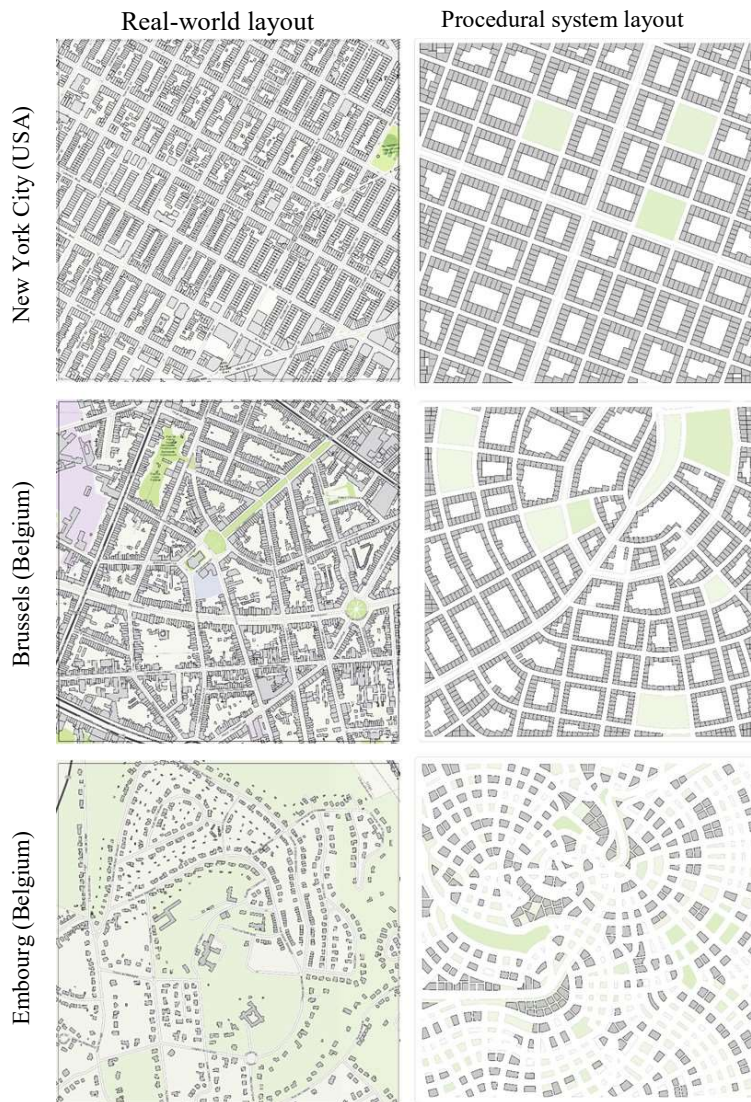 Real-world layout
Procedural system layout
New York City (USA)
Brussels (Belgium)
Embourg (Belgium)